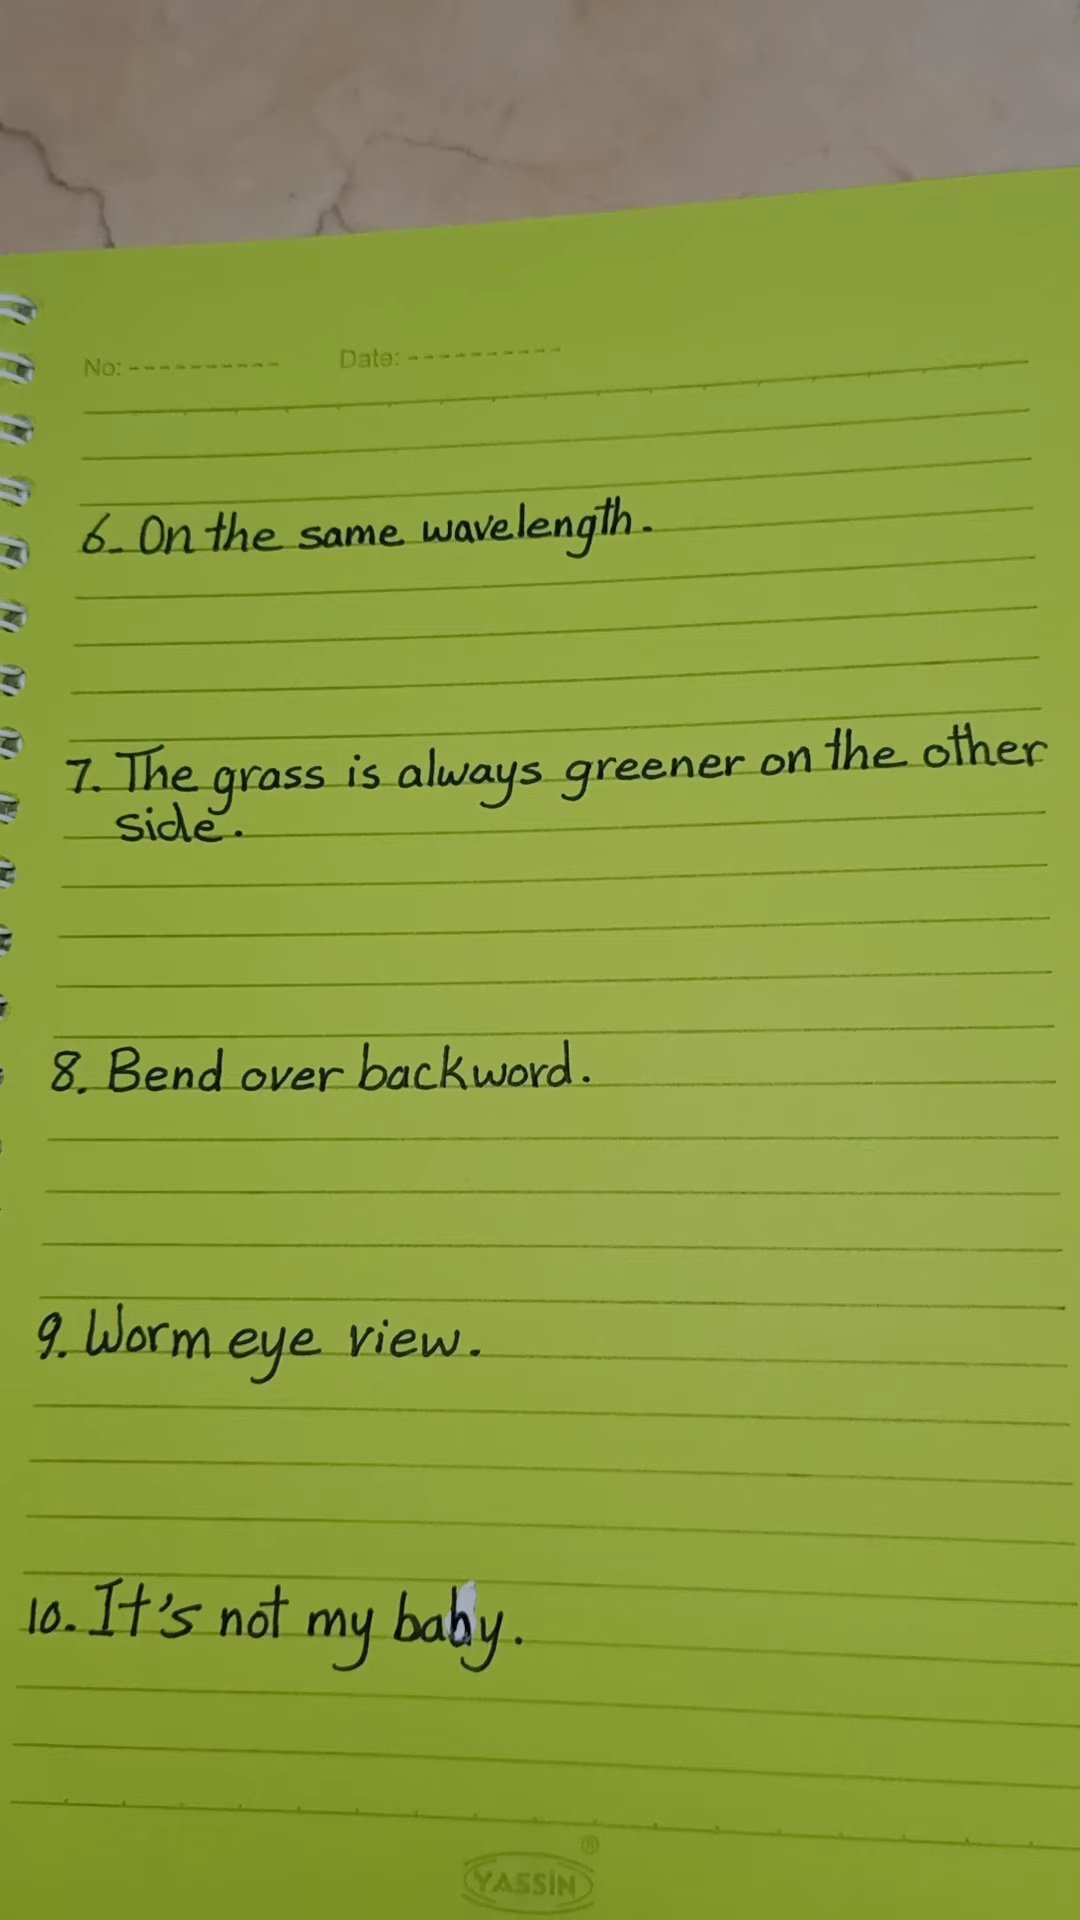 No: ---------- Date: ----------
6- On the same wavelength.
7. The grass is always greener on the other
side.
8. Bend over backword.
9. Worm eye view.
10. It's not my baby.
®
YASSİN